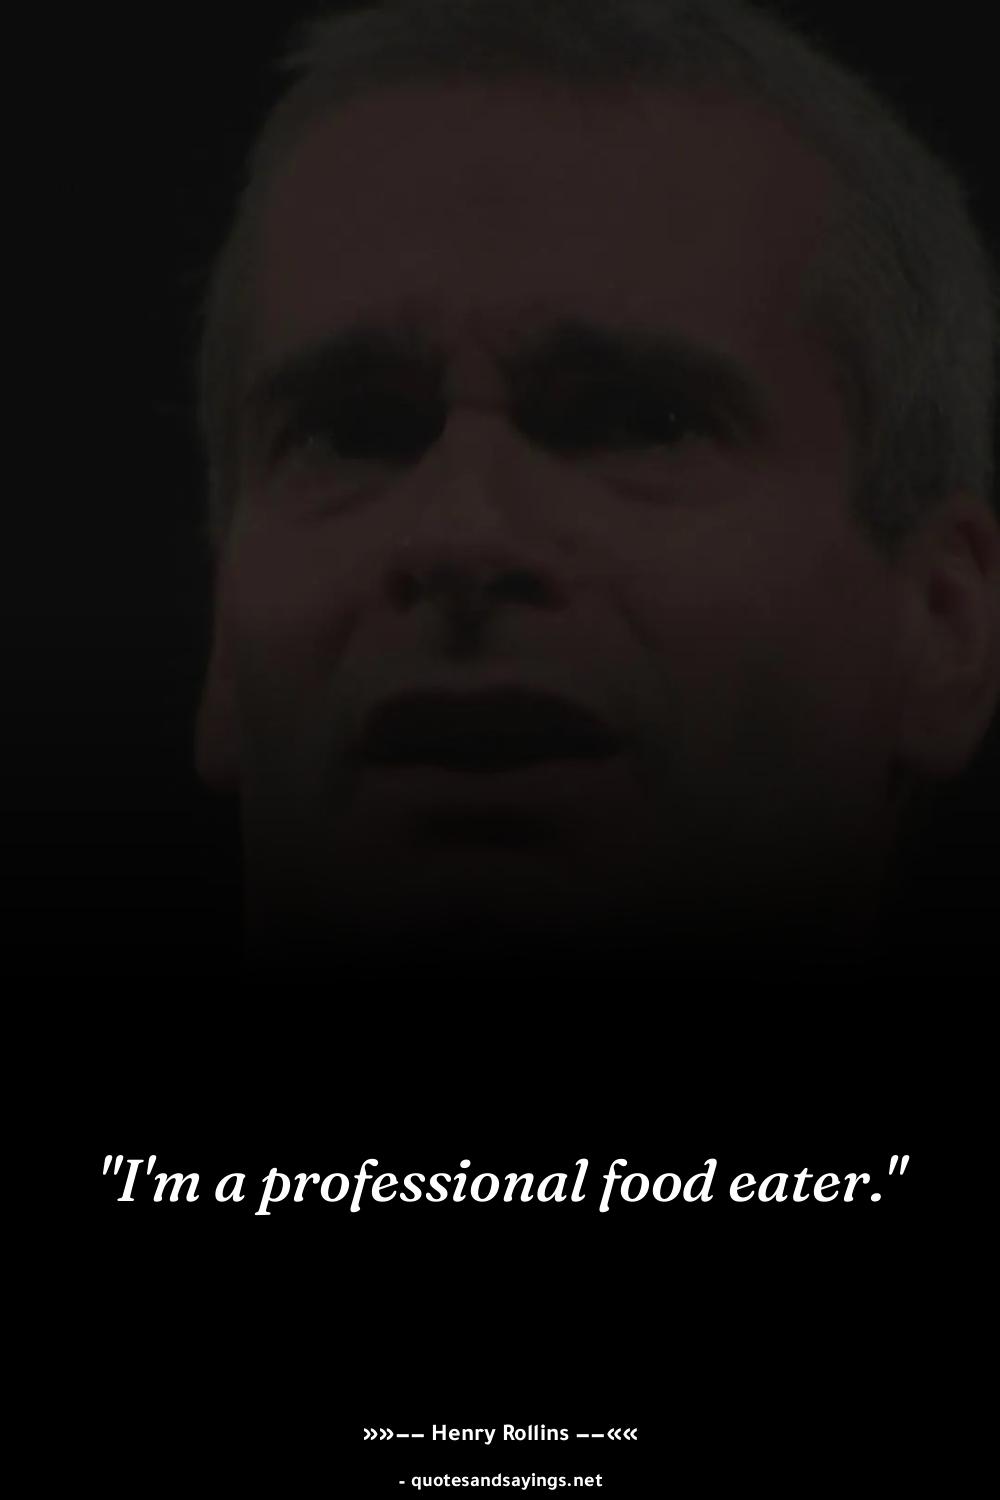 "I'm a professional food eater."
»»–– Henry Rollins ––««
- quotesandsayings.net